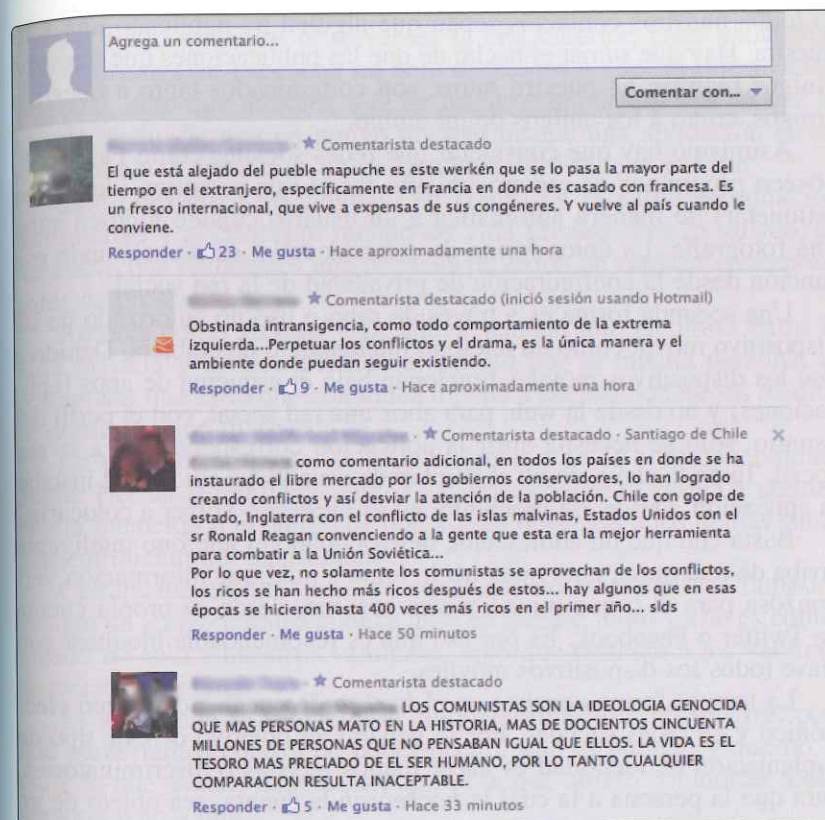 Agrega un comentario...
Comentar con...
Comentarista destacado
El que está alejado del pueble mapuche es este werkén que se lo pasa la mayor parte del
tiempo en el extranjero, específicamente en Francia en donde es casado con francesa. Es
un fresco internacional, que vive a expensas de sus congéneres. Y vuelve al país cuando le
conviene.
Responder · 23 · Me gusta · Hace aproximadamente una hora
Comentarista destacado (inició sesión usando Hotmail)
Obstinada intransigencia, como todo comportamiento de la extrema
izquierda...Perpetuar los conflictos y el drama, es la única manera y el
ambiente donde puedan seguir existiendo.
Responder · 9 · Me gusta · Hace aproximadamente una hora
· Comentarista destacado · Santiago de Chile
como comentario adicional, en todos los países en donde se ha
instaurado el libre mercado por los gobiernos conservadores, lo han logrado
creando conflictos y así desviar la atención de la población. Chile con golpe de
estado, Inglaterra con el conflicto de las islas malvinas, Estados Unidos con el
sr Ronald Reagan convenciendo a la gente que esta era la mejor herramienta
para combatir a la Unión Soviética...
Por lo que vez, no solamente los comunistas se aprovechan de los conflictos,
los ricos se han hecho más ricos después de estos... hay algunos que en esas
épocas se hicieron hasta 400 veces más ricos en el primer año... slds
Responder · Me gusta · Hace 50 minutos
· Comentarista destacado
LOS COMUNISTAS SON LA IDEOLOGIA GENOCIDA
QUE MAS PERSONAS MATO EN LA HISTORIA, MAS DE DOCIENTOS CINCUENTA
MILLONES DE PERSONAS QUE NO PENSABAN IGUAL QUE ELLOS. LA VIDA ES EL
TESORO MAS PRECIADO DE EL SER HUMANO, POR LO TANTO CUALQUIER
COMPARACION RESULTA INACEPTABLE.
Responder · 5 · Me gusta · Hace 33 minutos